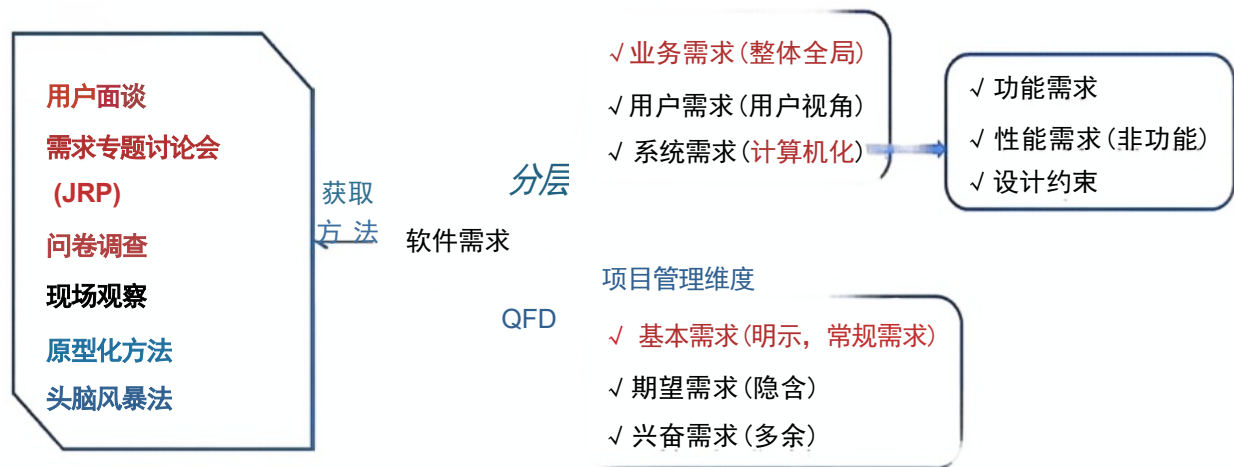 用户面谈
需求专题讨论会
(JRP)
问卷调查
现场观察
原型化方法
头脑风暴法
获取
方 法
软件需求
分层
QFD
√业务需求(整体全局)
√用户需求(用户视角)
√ 系统需求(计算机化)
√ 功能需求
√ 性能需求(非功能)
√ 设计约束
项目管理维度
√ 基本需求(明示，常规需求)
√期望需求(隐含)
√兴奋需求(多余)